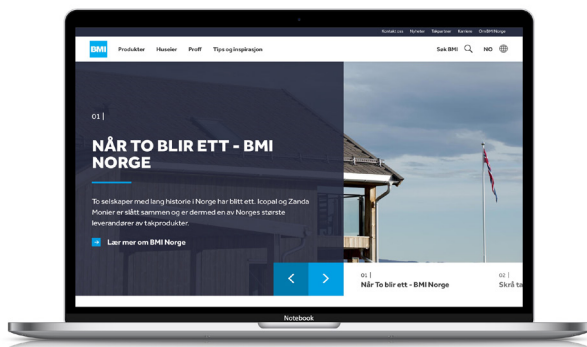 Kontakt oss Nyheter Takpartner Karriere Om BMI Norge
BMI Produkter Huseier Proff Tips og inspirasjon Søk BMI NO
01 |
NÅR TO BLIR ETT - BMI
NORGE
To selskaper med lang historie i Norge har blitt ett. Icopal og Zanda
Monier er slått sammen og er dermed en av Norges største
leverandører av takprodukter.
Lær mer om BMI Norge
01 |
Når To blir ett - BMI Norge
02 |
Skrå ta
Notebook